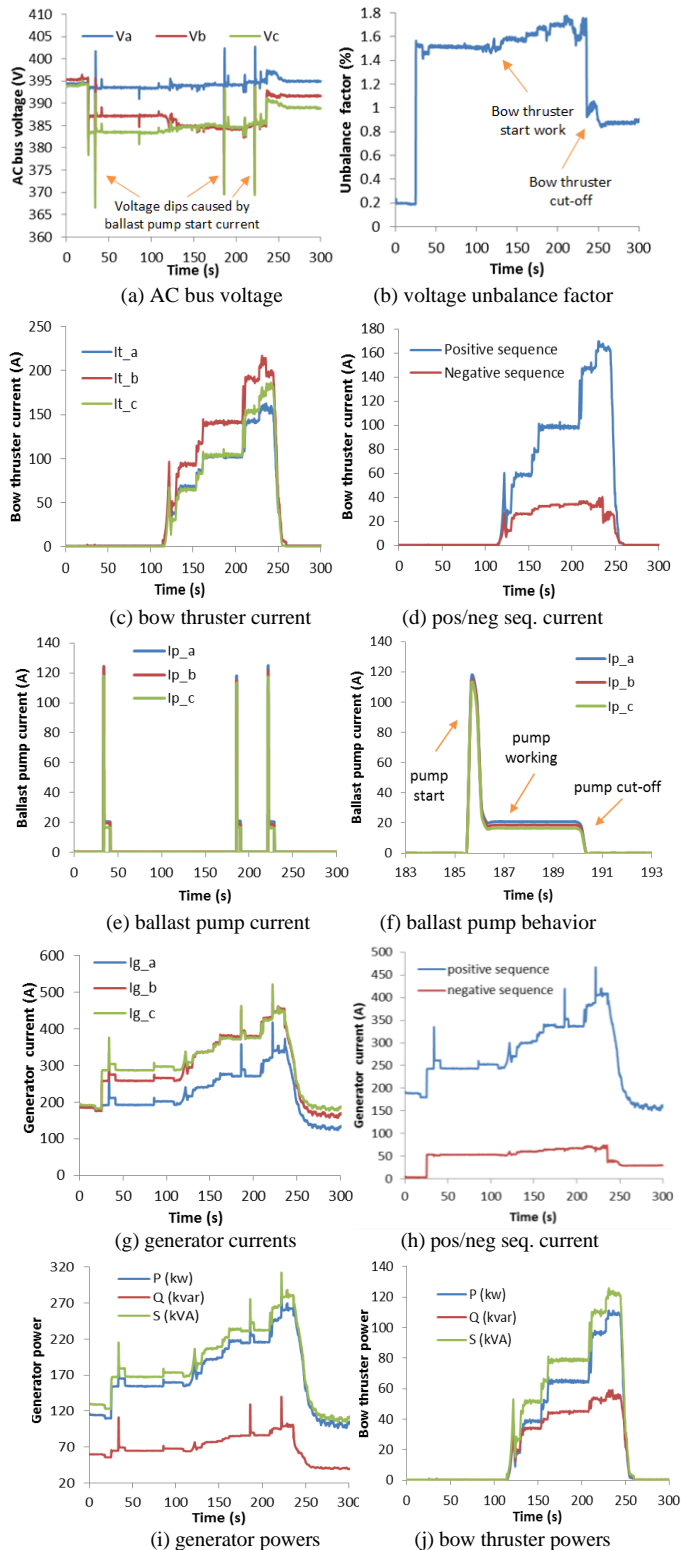 Va Vb Vc
AC bus voltage (V)
400
395
390
385
380
375
370
365
360
Voltage dips caused by
ballast pump start current
0 50 100 150 200 250 300
Time (s)
(a) AC bus voltage
Unbalance factor (%)
1.8
1.6
1.4
1.2
1
0.8
0.6
0.4
0.2
0
Bow thruster
start work
Bow thruster
cut-off
0 50 100 150 200 250 300
Time (s)
(b) voltage unbalance factor
Bow thruster current (A)
250
200
150
100
50
0
It_a
It_b
It_c
0 50 100 150 200 250 300
Time (s)
(c) bow thruster current
Bow thruster current (A)
180
160
140
120
100
80
60
40
20
0
Positive sequence
Negative sequence
0 50 100 150 200 250 300
Time (s)
(d) pos/neg seq. current
Ballast pump current (A)
140
120
100
80
60
40
20
0
Ip_a
Ip_b
Ip_c
0 50 100 150 200 250 300
Time (s)
(e) ballast pump current
Ballast pump current (A)
140
120
100
80
60
40
20
0
Ip_a
Ip_b
Ip_c
pump
start
pump
working
pump cut-off
183 185 187 189 191 193
Time (s)
(f) ballast pump behavior
Generator current (A)
600
500
400
300
200
100
0
Ig_a
Ig_b
Ig_c
0 50 100 150 200 250 300
Time (s)
(g) generator currents
Generator current (A)
500
450
400
350
300
250
200
150
100
50
0
positive sequence
negative sequence
0 50 100 150 200 250 300
Time (s)
(h) pos/neg seq. current
Generator power
320
270
220
170
120
70
20
P (kw)
Q (kvar)
S (kVA)
0 50 100 150 200 250 300
Time (s)
(i) generator powers
Bow thruster power
140
120
100
80
60
40
20
0
P (kw)
Q (kvar)
S (kVA)
0 50 100 150 200 250 300
Time (s)
(j) bow thruster powers